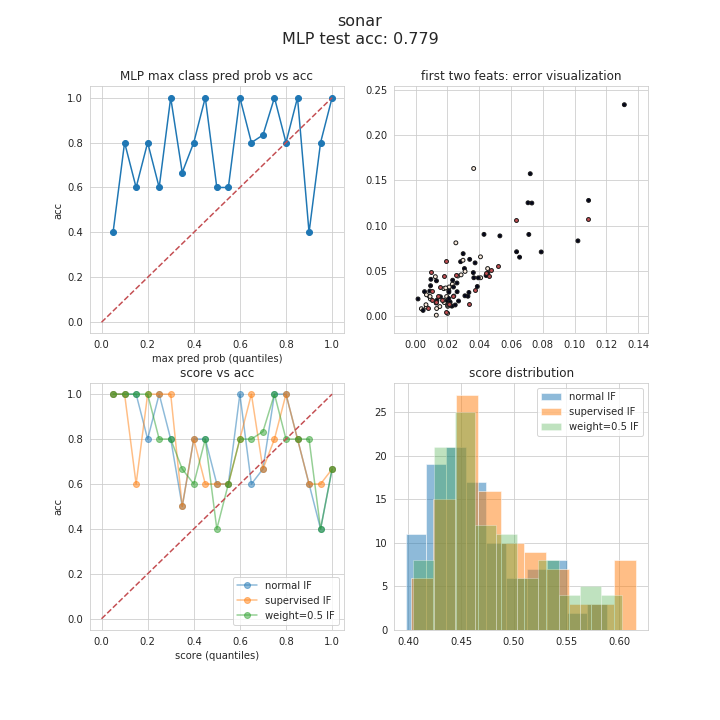 sonar
MLP test acc: 0.779
MLP max class pred prob vs acc
1.0
0.8
0.6
0.4
0.2
0.0
acc
0.0 0.2 0.4 0.6 0.8 1.0
max pred prob (quantiles)
first two feats: error visualization
0.25
0.20
0.15
0.10
0.05
0.00
0.00 0.02 0.04 0.06 0.08 0.10 0.12 0.14
score vs acc
1.0
0.8
0.6
0.4
0.2
0.0
acc
normal IF
supervised IF
weight=0.5 IF
0.0 0.2 0.4 0.6 0.8 1.0
score (quantiles)
score distribution
normal IF
supervised IF
weight=0.5 IF
25
20
15
10
5
0
0.40 0.45 0.50 0.55 0.60